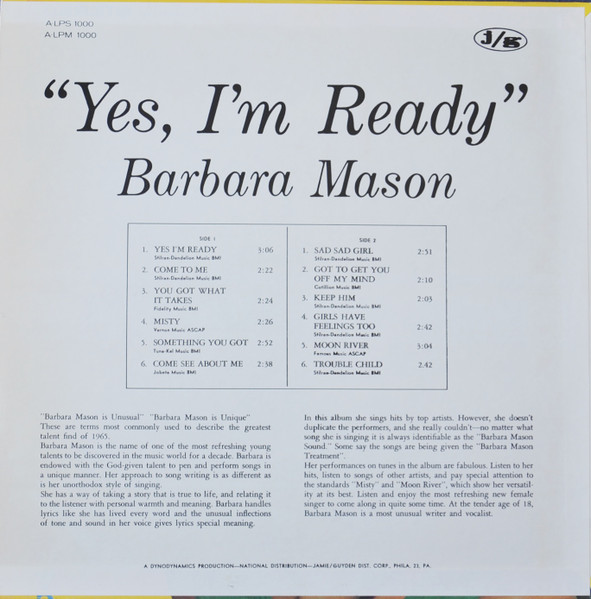 A-LPS 1000
A-LPM 1000
j/g
“Yes, I’m Ready”
Barbara Mason
SIDE 1
1. YES I'M READY 3:06
Stilran-Dandelion Music BMI
2. COME TO ME 2:22
Stilran-Dandelion Music BMI
3. YOU GOT WHAT
IT TAKES 2:24
Fidelity Music BMI
4. MISTY 2:26
Vernon Music ASCAP
5. SOMETHING YOU GOT 2:52
Tune-Kel Music BMI
6. COME SEE ABOUT ME 2:38
Jobete Music BMI
SIDE 2
1. SAD SAD GIRL 2:51
Stilran-Dandelion Music BMI
2. GOT TO GET YOU
OFF MY MIND 2:10
Cotillion Music BMI
3. KEEP HIM 2:03
Stilran-Dandelion Music BMI
4. GIRLS HAVE
FEELINGS TOO 2:42
Stilran-Dandelion Music BMI
5. MOON RIVER 3:04
Famous Music ASCAP
6. TROUBLE CHILD 2.42
Stilran-Dandelion Music BMI
"Barbara Mason is Unusual" "Barbara Mason is Unique"
These are terms most commonly used to describe the greatest
talent find of 1965.
Barbara Mason is the name of one of the most refreshing young
talents to be discovered in the music world for a decade. Barbara is
endowed with the God-given talent to pen and perform songs in
a unique manner. Her approach to song writing is as different as
is her unorthodox style of singing.
She has a way of taking a story that is true to life, and relating it
to the listener with personal warmth and meaning. Barbara handles
lyrics like she has lived every word and the unusual inflections
of tone and sound in her voice gives lyrics special meaning.
In this album she sings hits by top artists. However, she doesn't
duplicate the performers, and she really couldn't—no matter what
song she is singing it is always identifiable as the "Barbara Mason
Sound." Some say the songs are being given the "Barbara Mason
Treatment".
Her performances on tunes in the album are fabulous. Listen to her
hits, listen to songs of other artists, and pay special attention to
the standards "Misty" and "Moon River", which show her versatil-
ity at its best. Listen and enjoy the most refreshing new female
singer to come along in quite some time. At the tender age of 18,
Barbara Mason is a most unusual writer and vocalist.
A DYNODYNAMICS PRODUCTION—NATIONAL DISTRIBUTION—JAMIE/GUYDEN DIST. CORP., PHILA. 23, PA.